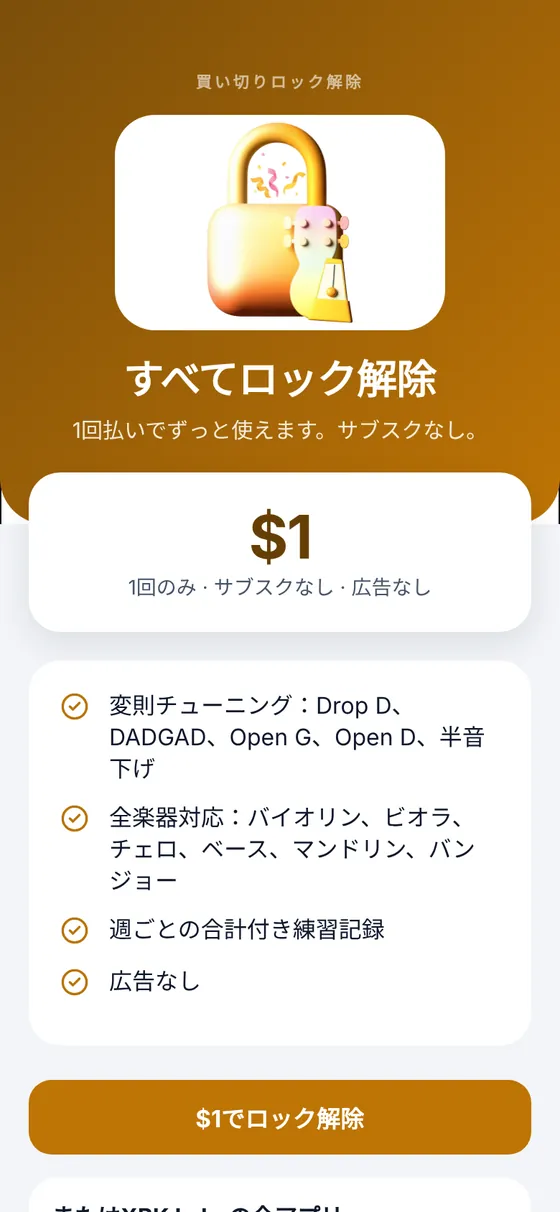 買い切りロック解除
すべてロック解除
1回払いでずっと使えます。サブスクなし。
$1
1回のみ · サブスクなし · 広告なし
変則チューニング：Drop D、
DADGAD、Open G、Open D、半音
下げ
全楽器対応：バイオリン、ビオラ、
チェロ、ベース、マンドリン、バン
ジョー
週ごとの合計付き練習記録
広告なし
$1でロック解除